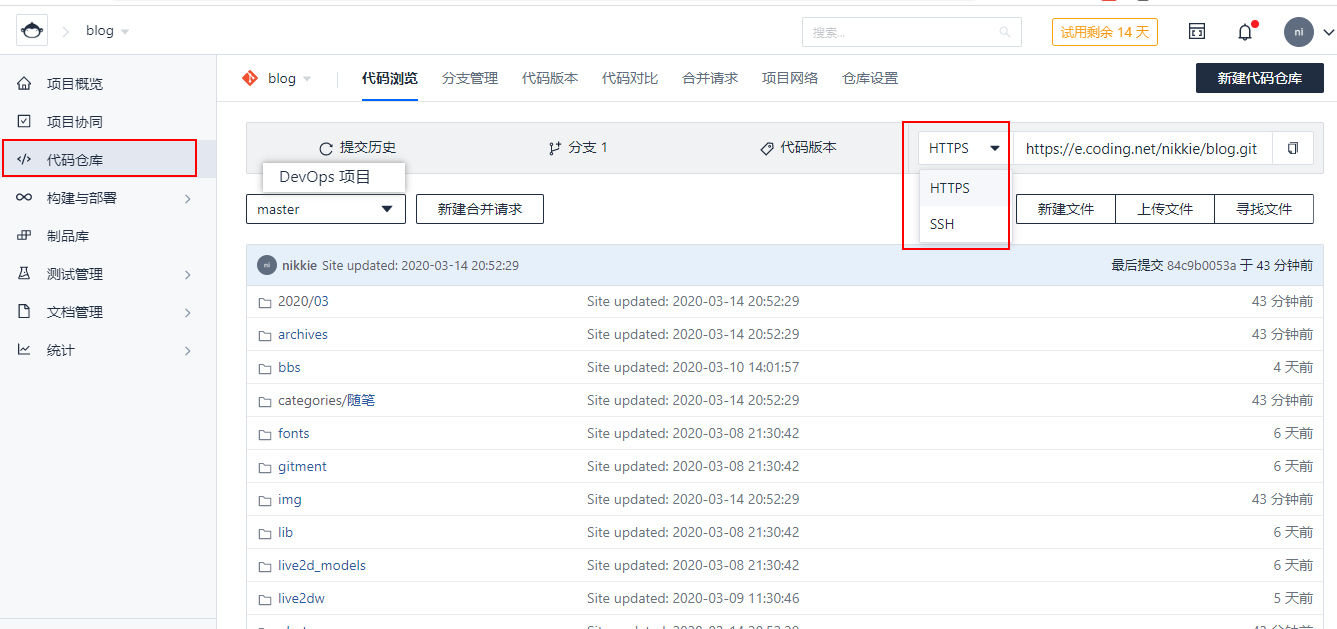 blog
搜索...
试用剩余 14 天
ni
项目概览
项目协同
代码仓库
构建与部署
制品库
测试管理
文档管理
统计
blog
代码浏览 分支管理 代码版本 代码对比 合并请求 项目网络 仓库设置
新建代码仓库
提交历史
分支 1
代码版本
HTTPS
https://e.coding.net/nikkie/blog.git
DevOps 项目
HTTPS
SSH
master
新建合并请求
新建文件 上传文件 寻找文件
ni nikkie Site updated: 2020-03-14 20:52:29 最后提交 84c9b0053a 于 43 分钟前
2020/03 Site updated: 2020-03-14 20:52:29 43 分钟前
archives Site updated: 2020-03-14 20:52:29 43 分钟前
bbs Site updated: 2020-03-10 14:01:57 4 天前
categories/随笔 Site updated: 2020-03-14 20:52:29 43 分钟前
fonts Site updated: 2020-03-08 21:30:42 6 天前
gitment Site updated: 2020-03-08 21:30:42 6 天前
img Site updated: 2020-03-14 20:52:29 43 分钟前
lib Site updated: 2020-03-08 21:30:42 6 天前
live2d_models Site updated: 2020-03-08 21:30:42 6 天前
live2dw Site updated: 2020-03-09 11:30:46 5 天前